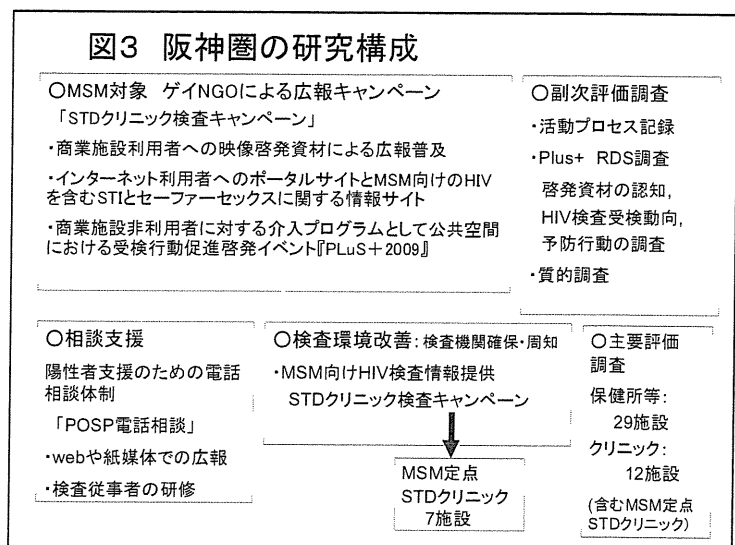 図3 阪神圏の研究構成
○MSM対象 ゲイNGOによる広報キャンペーン
「STDクリニック検査キャンペーン」
・商業施設利用者への映像啓発資材による広報普及
・インターネット利用者へのポータルサイトとMSM向けのHIV
を含むSTIとセーファーセックスに関する情報サイト
・商業施設非利用者に対する介入プログラムとして公共空間
における受検行動促進啓発イベント『PLuS+2009』
○副次評価調査
・活動プロセス記録
・Plus+ RDS調査
啓発資材の認知,
HIV検査受検動向,
予防行動の調査
・質的調査
○相談支援
陽性者支援のための電話
相談体制
「POSP電話相談」
・webや紙媒体での広報
・検査従事者の研修
○検査環境改善:検査機関確保・周知
・MSM向けHIV検査情報提供
STDクリニック検査キャンペーン
MSM定点
STDクリニック
7施設
○主要評価
調査
保健所等:
29施設
クリニック:
12施設
(含むMSM定点
STDクリニック)